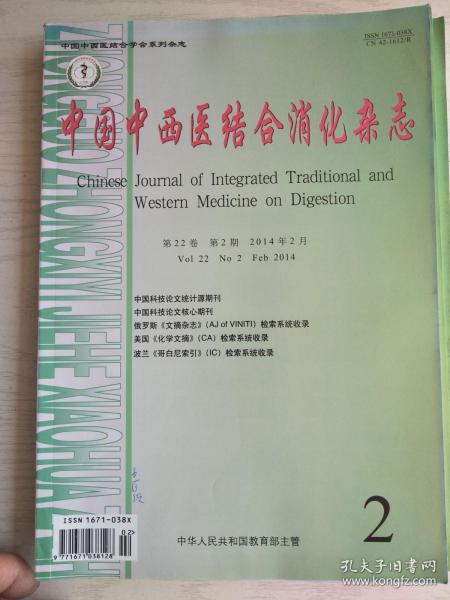 中国中西医结合学会系列杂志
ISSN 1671-038X
CN 42-1612/R
中国中西医结合消化杂志
Chinese Journal of Integrated Traditional and
Western Medicine on Digestion
第22卷 第2期 2014年2月
Vol 22 No 2 Feb 2014
中国科技论文统计源期刊
中国科技论文核心期刊
俄罗斯《文摘杂志》(AJ of VINITI) 检索系统收录
美国《化学文摘》(CA) 检索系统收录
波兰《哥白尼索引》(IC) 检索系统收录
ZHONGGUO ZHONGXIYI JIEHE XIAOHUA
ISSN 1671-038X
02
9 771671 038128
2
中华人民共和国教育部主管
孔夫子旧书网
www.kongfz.com